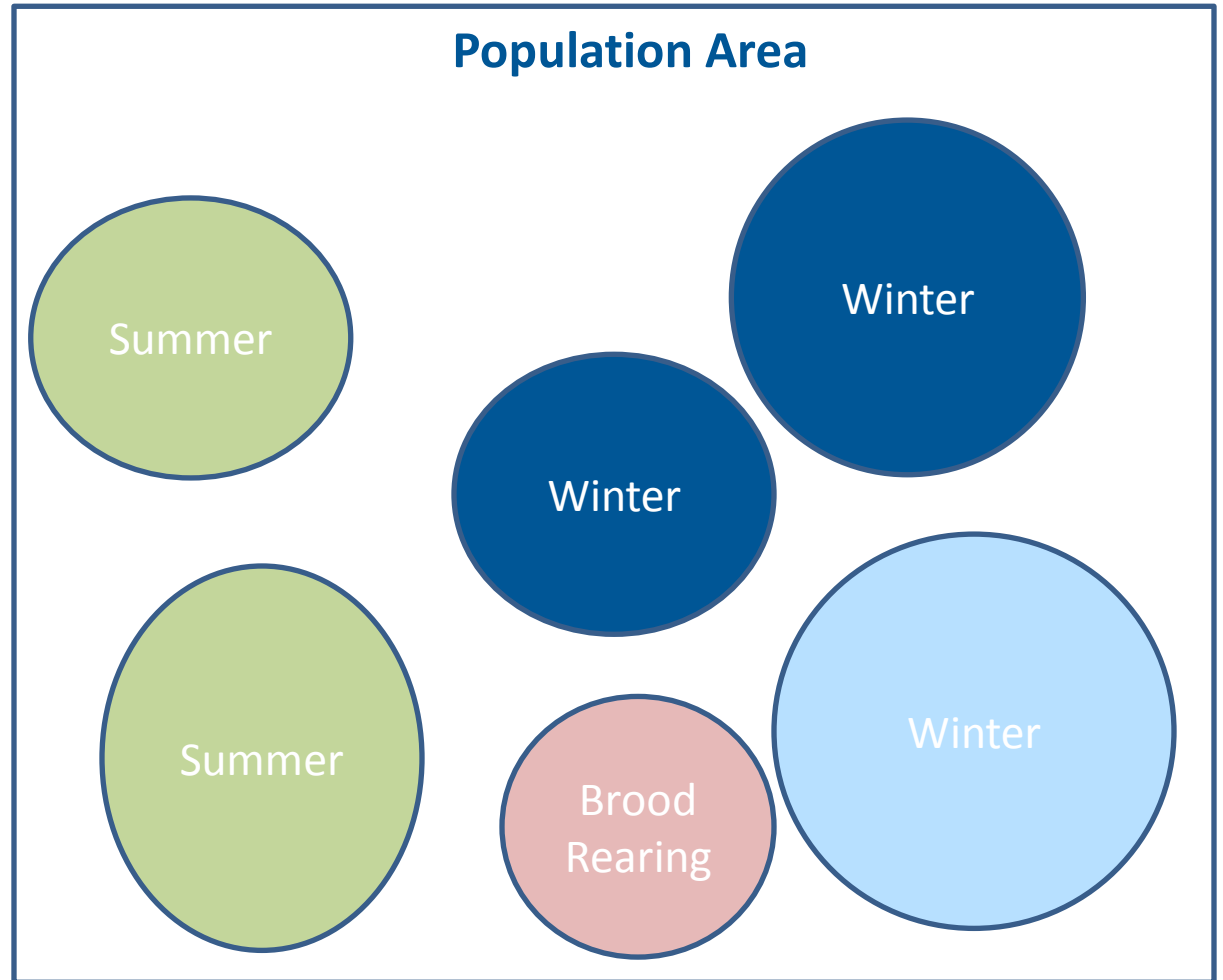 Population Area
Winter
Summer
Winter
Summer
Winter
Brood
Rearing